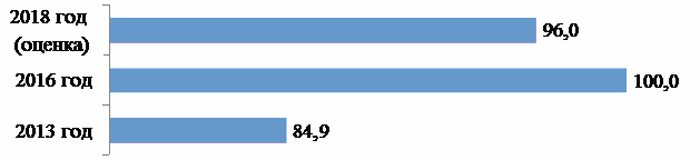 2018 год
(оценка)
96,0
2016 год
100,0
2013 год
84,9